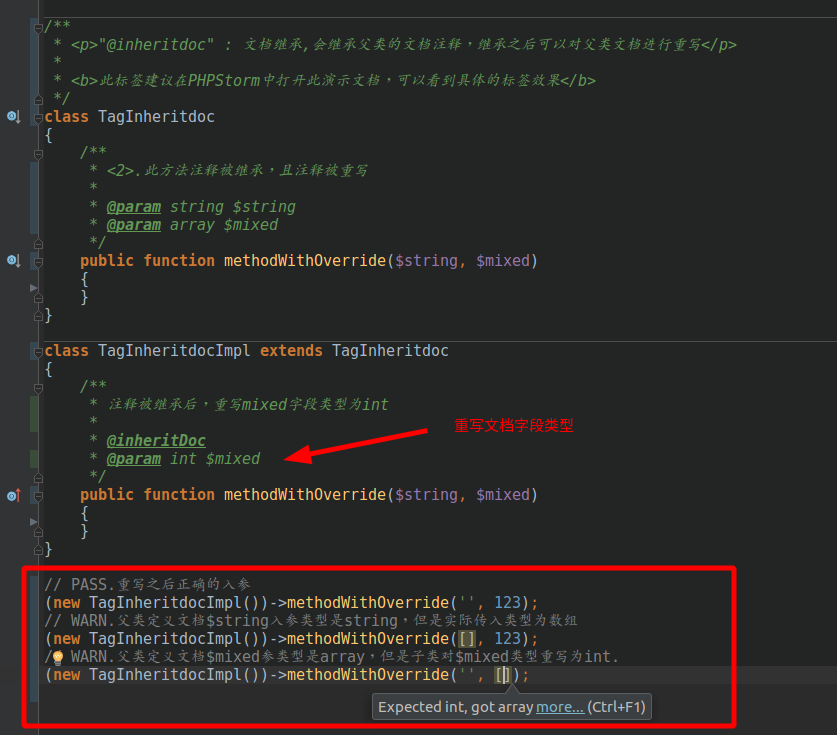 /**
* <p>"@inheritdoc" : 文档继承,会继承父类的文档注释，继承之后可以对父类文档进行重写</p>
*
* <b>此标签建议在PHPStorm中打开此演示文档，可以看到具体的标签效果</b>
*/
class TagInheritdoc
{
/**
* <2>.此方法注释被继承，且注释被重写
*
* @param string $string
* @param array $mixed
*/
public function methodWithOverride($string, $mixed)
{
}
}
class TagInheritdocImpl extends TagInheritdoc
{
/**
* 注释被继承后，重写mixed字段类型为int
*
* @inheritDoc
* @param int $mixed
重写文档字段类型
*/
public function methodWithOverride($string, $mixed)
{
}
}
// PASS.重写之后正确的入参
(new TagInheritdocImpl())->methodWithOverride('', 123);
// WARN.父类定义文档$string入参类型是string，但是实际传入类型为数组
(new TagInheritdocImpl())->methodWithOverride([], 123);
/ WARN.父类定义文档$mixed参类型是array，但是子类对$mixed类型重写为int.
(new TagInheritdocImpl())->methodWithOverride('', []);
Expected int, got array more... (Ctrl+F1)